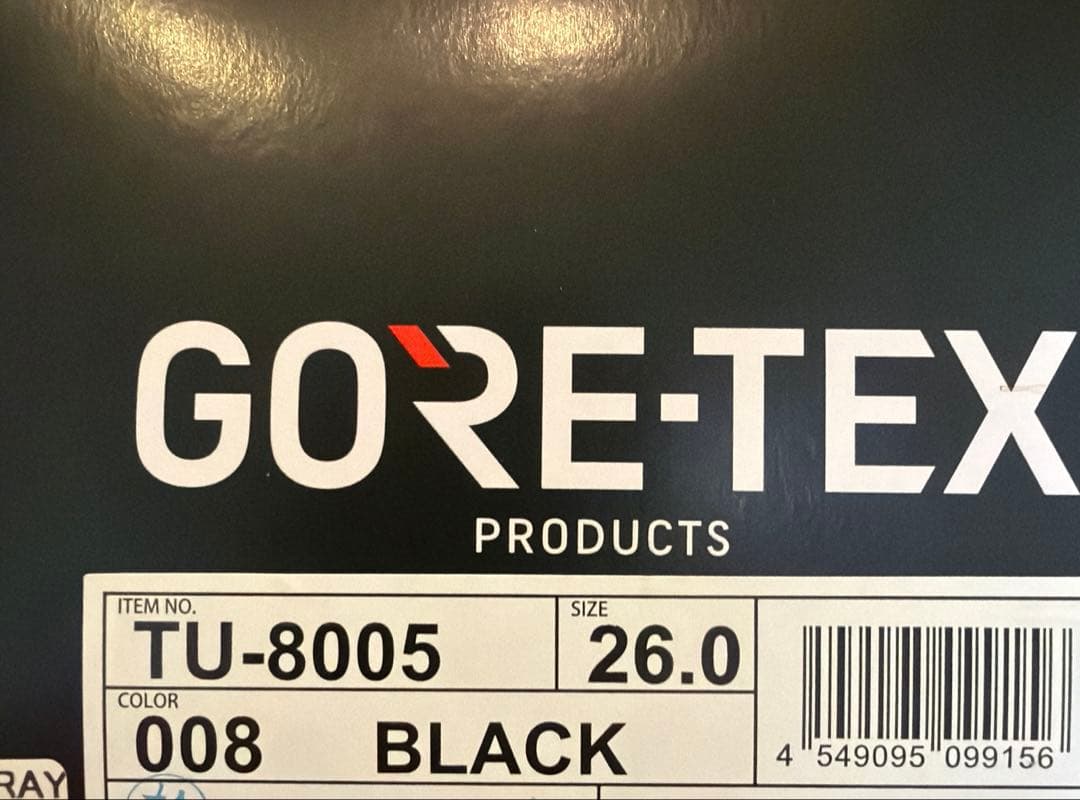 GORE-TEX
PRODUCTS
ITEM NO.
TU-8005
SIZE
26.0
COLOR
008 BLACK
4 549095 099156
RAY